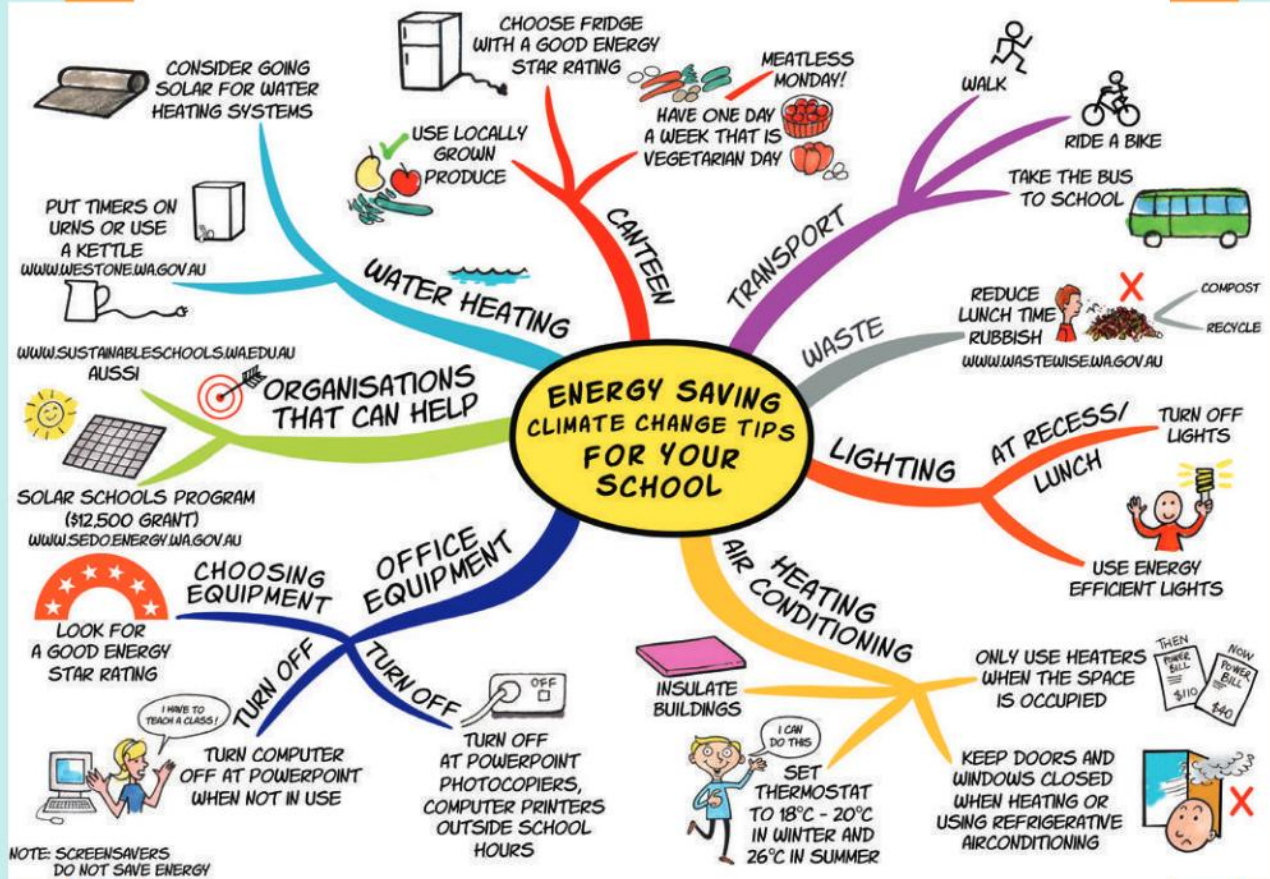 ENERGY SAVING
CLIMATE CHANGE TIPS
FOR YOUR
SCHOOL
CANTEEN
CHOOSE FRIDGE
WITH A GOOD ENERGY
STAR RATING
MEATLESS
MONDAY!
HAVE ONE DAY
A WEEK THAT IS
VEGETARIAN DAY
USE LOCALLY
GROWN
PRODUCE
TRANSPORT
WALK
RIDE A BIKE
TAKE THE BUS
TO SCHOOL
WASTE
REDUCE
LUNCH TIME
RUBBISH
WWW.WASTEWISE.WA.GOV.AU
COMPOST
RECYCLE
LIGHTING
AT RECESS/
LUNCH
TURN OFF
LIGHTS
USE ENERGY
EFFICIENT LIGHTS
HEATING
AIR CONDITIONING
ONLY USE HEATERS
WHEN THE SPACE
IS OCCUPIED
THEN
POWER
BILL
$110
NOW
POWER
BILL
$40
KEEP DOORS AND
WINDOWS CLOSED
WHEN HEATING OR
USING REFRIGERATIVE
AIRCONDITIONING
I CAN
DO THIS
SET
THERMOSTAT
TO 18°C - 20°C
IN WINTER AND
26°C IN SUMMER
INSULATE
BUILDINGS
OFFICE
EQUIPMENT
TURN OFF
OFF
TURN OFF
AT POWERPOINT
PHOTOCOPIERS,
COMPUTER PRINTERS
OUTSIDE SCHOOL
HOURS
TURN OFF
I HAVE TO
TEACH A CLASS!
TURN COMPUTER
OFF AT POWERPOINT
WHEN NOT IN USE
NOTE: SCREENSAVERS
DO NOT SAVE ENERGY
CHOOSING
EQUIPMENT
LOOK FOR
A GOOD ENERGY
STAR RATING
ORGANISATIONS
THAT CAN HELP
WWW.SUSTAINABLESCHOOLS.WA.EDU.AU
AUSSI
SOLAR SCHOOLS PROGRAM
($12,500 GRANT)
WWW.SEDO.ENERGY.WA.GOV.AU
WATER HEATING
CONSIDER GOING
SOLAR FOR WATER
HEATING SYSTEMS
PUT TIMERS ON
URNS OR USE
A KETTLE
WWW.WESTONE.WA.GOV.AU